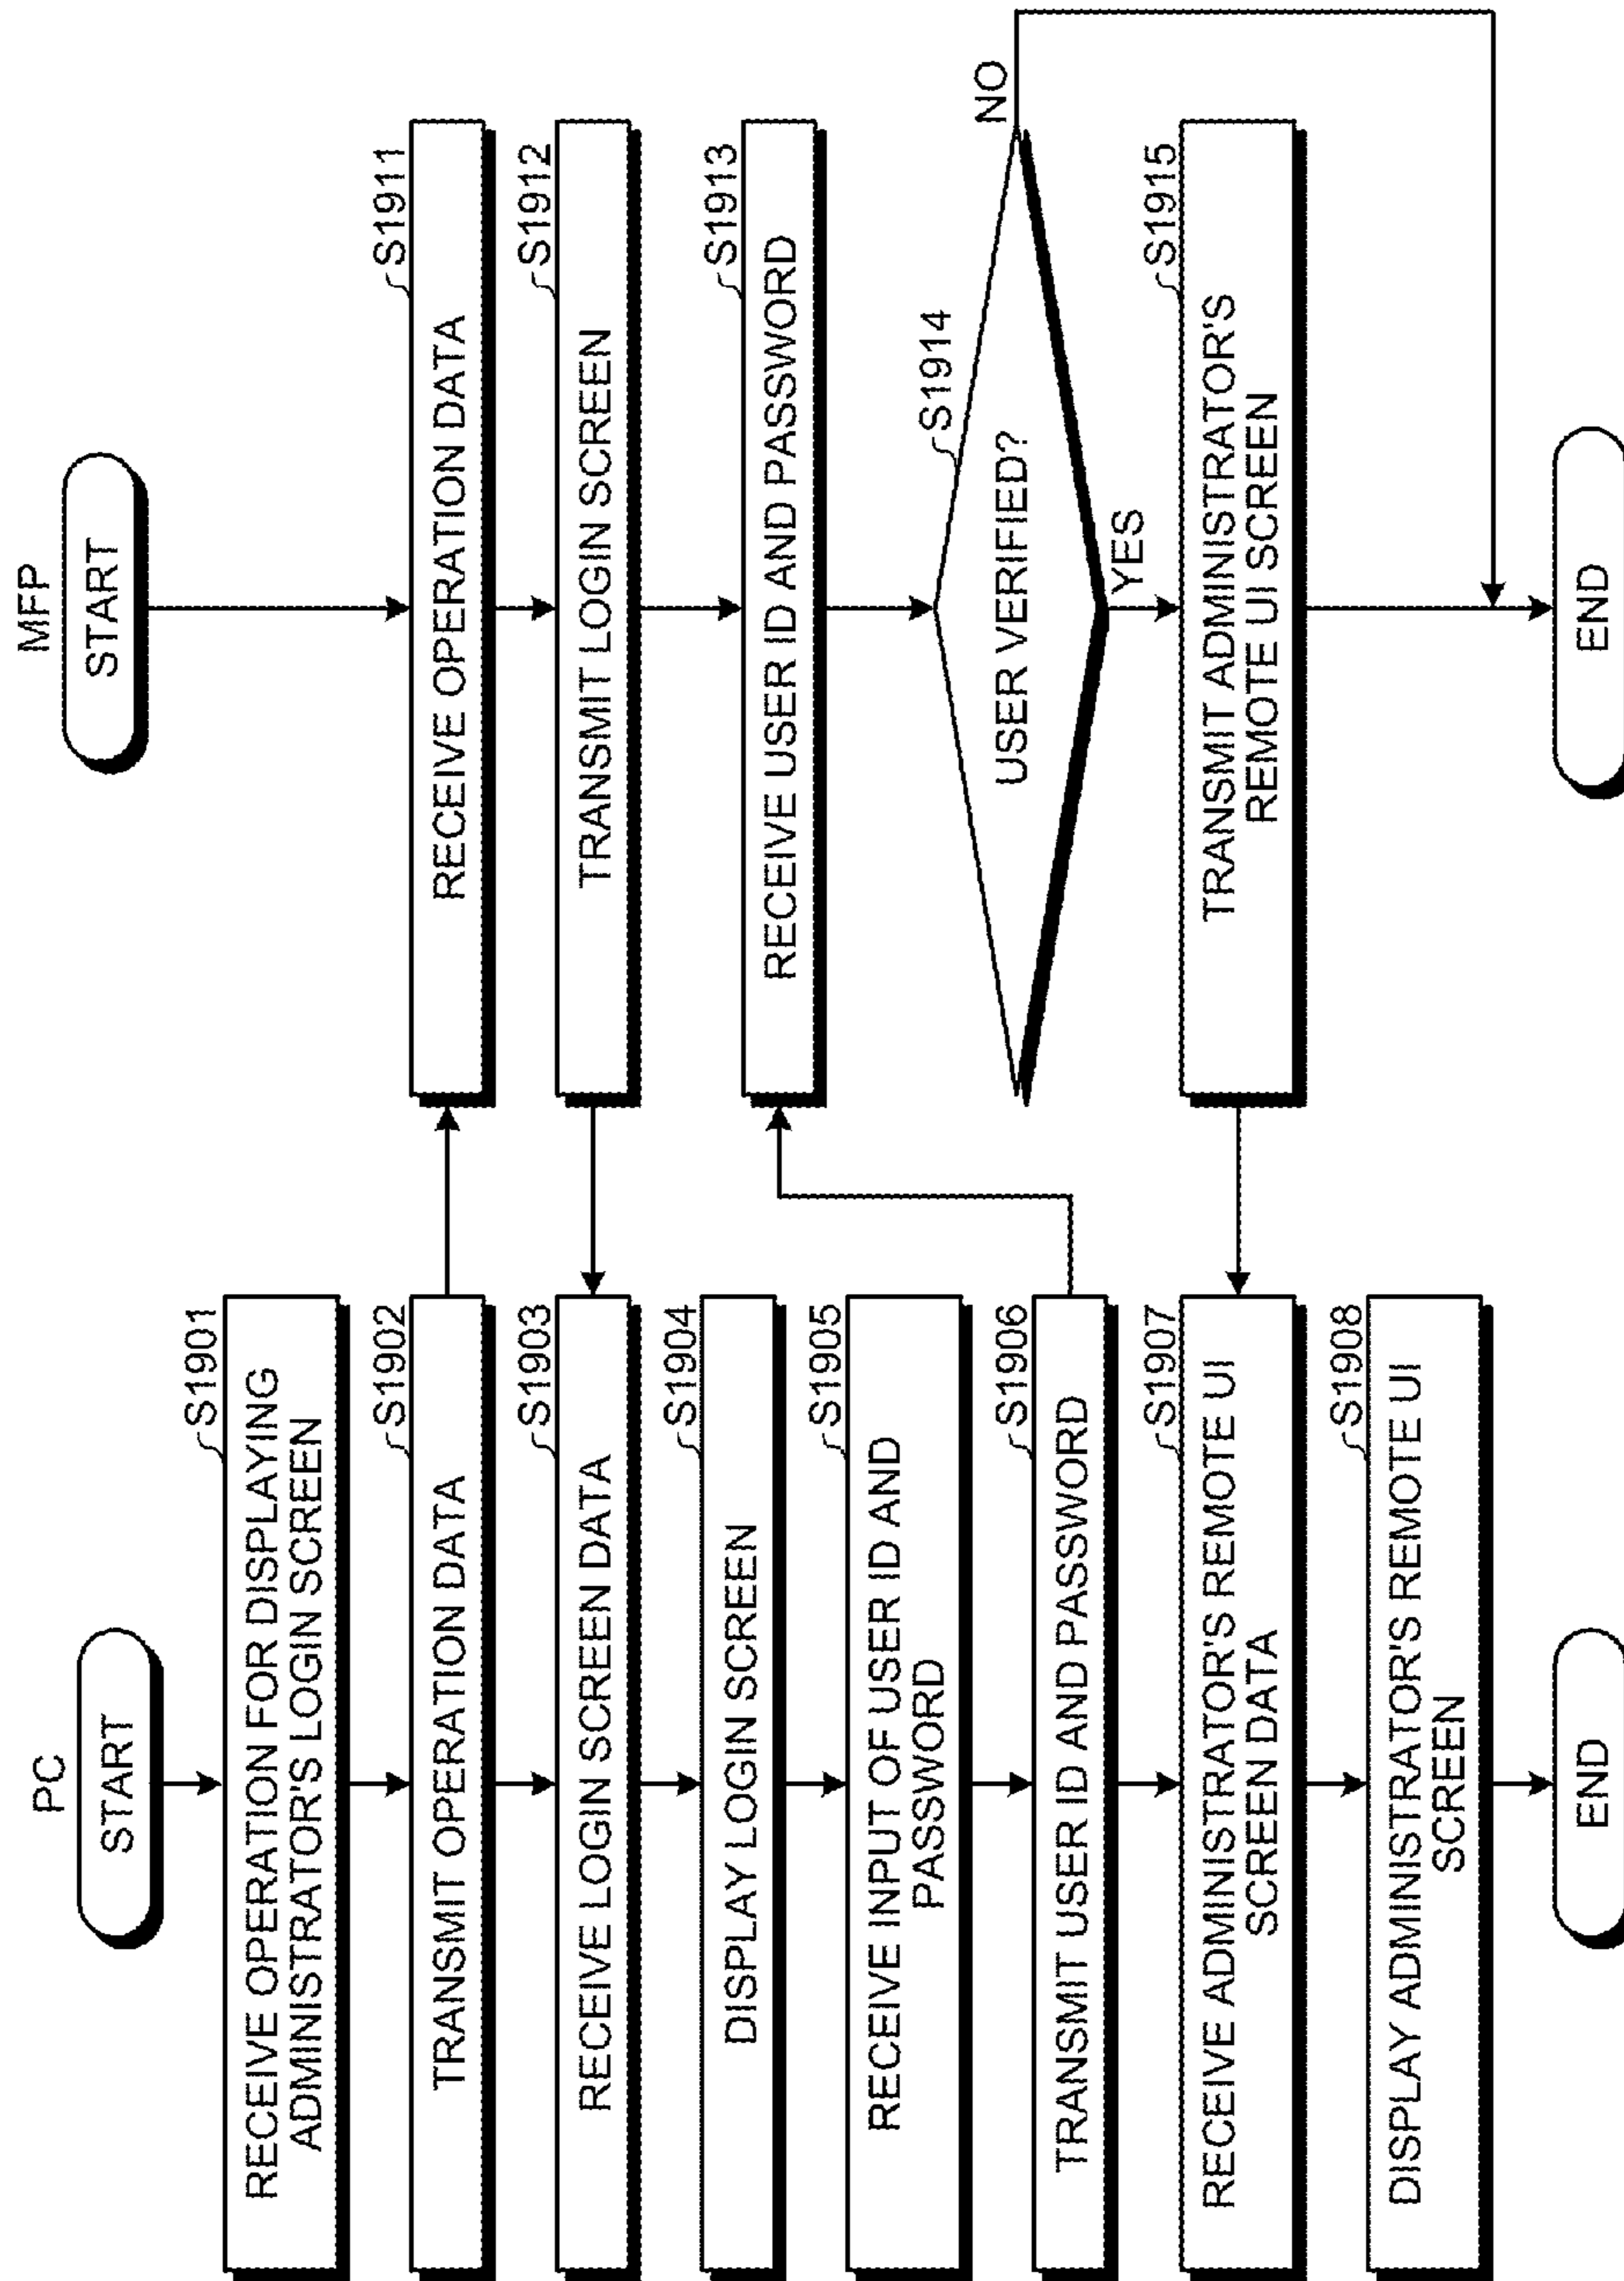 PC
START
S1901
RECEIVE OPERATION FOR DISPLAYING
ADMINISTRATOR'S LOGIN SCREEN
S1902
TRANSMIT OPERATION DATA
S1903
RECEIVE LOGIN SCREEN DATA
S1904
DISPLAY LOGIN SCREEN
S1905
RECEIVE INPUT OF USER ID AND
PASSWORD
S1906
TRANSMIT USER ID AND PASSWORD
S1907
RECEIVE ADMINISTRATOR'S REMOTE UI
SCREEN DATA
S1908
DISPLAY ADMINISTRATOR'S REMOTE UI
SCREEN
END
MFP
START
S1911
RECEIVE OPERATION DATA
S1912
TRANSMIT LOGIN SCREEN
S1913
RECEIVE USER ID AND PASSWORD
S1914
USER VERIFIED?
NO
YES
S1915
TRANSMIT ADMINISTRATOR'S
REMOTE UI SCREEN
END